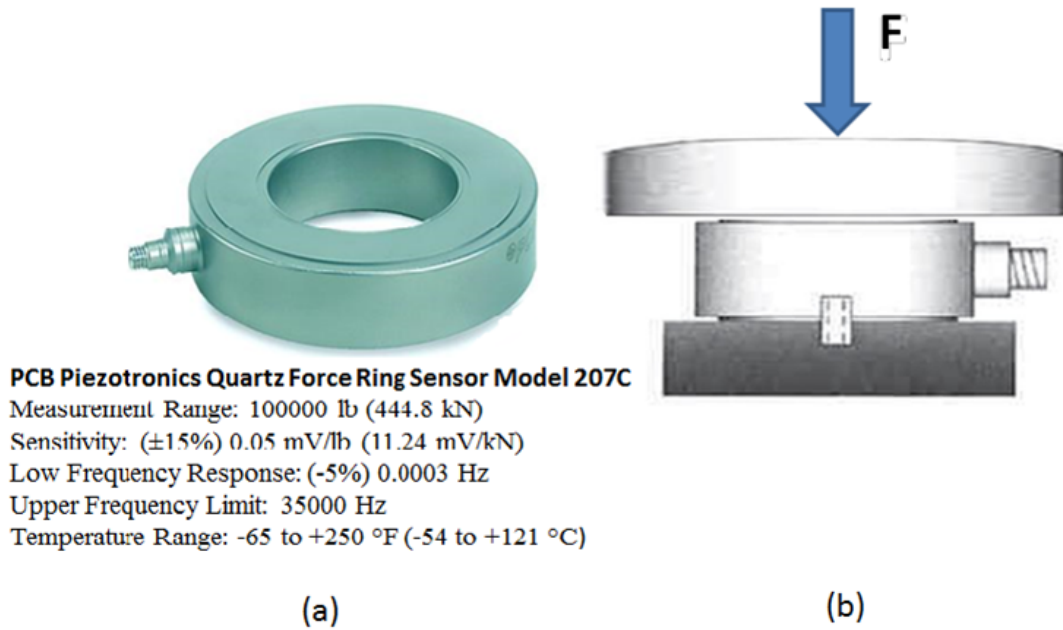 F
PCB Piezotronics Quartz Force Ring Sensor Model 207C
Measurement Range: 100000 lb (444.8 kN)
Sensitivity: (±15%) 0.05 mV/lb (11.24 mV/kN)
Low Frequency Response: (-5%) 0.0003 Hz
Upper Frequency Limit: 35000 Hz
Temperature Range: -65 to +250 °F (-54 to +121 °C)
(a)
(b)